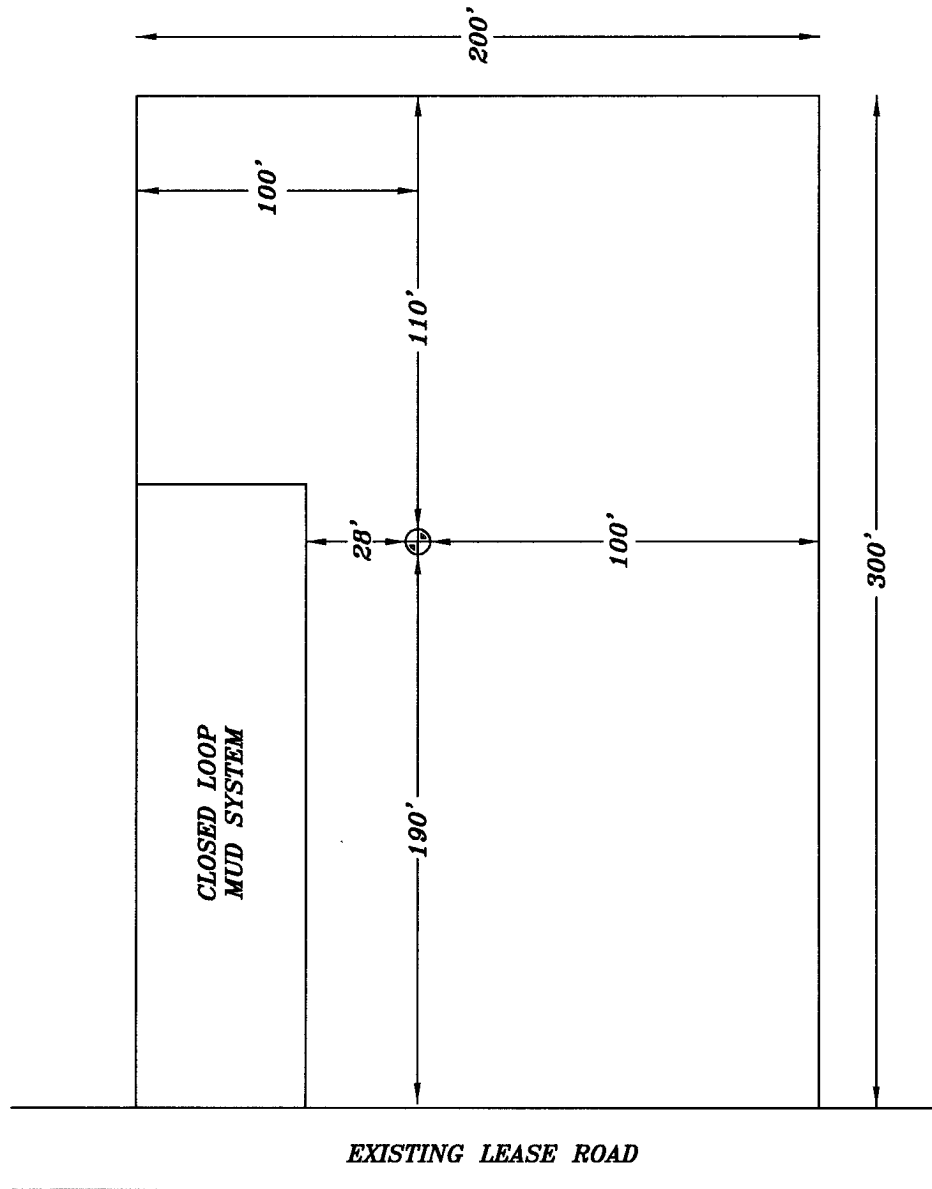 200'
100'
110'
28'
100'
300'
CLOSED LOOP
MUD SYSTEM
190'
EXISTING LEASE ROAD